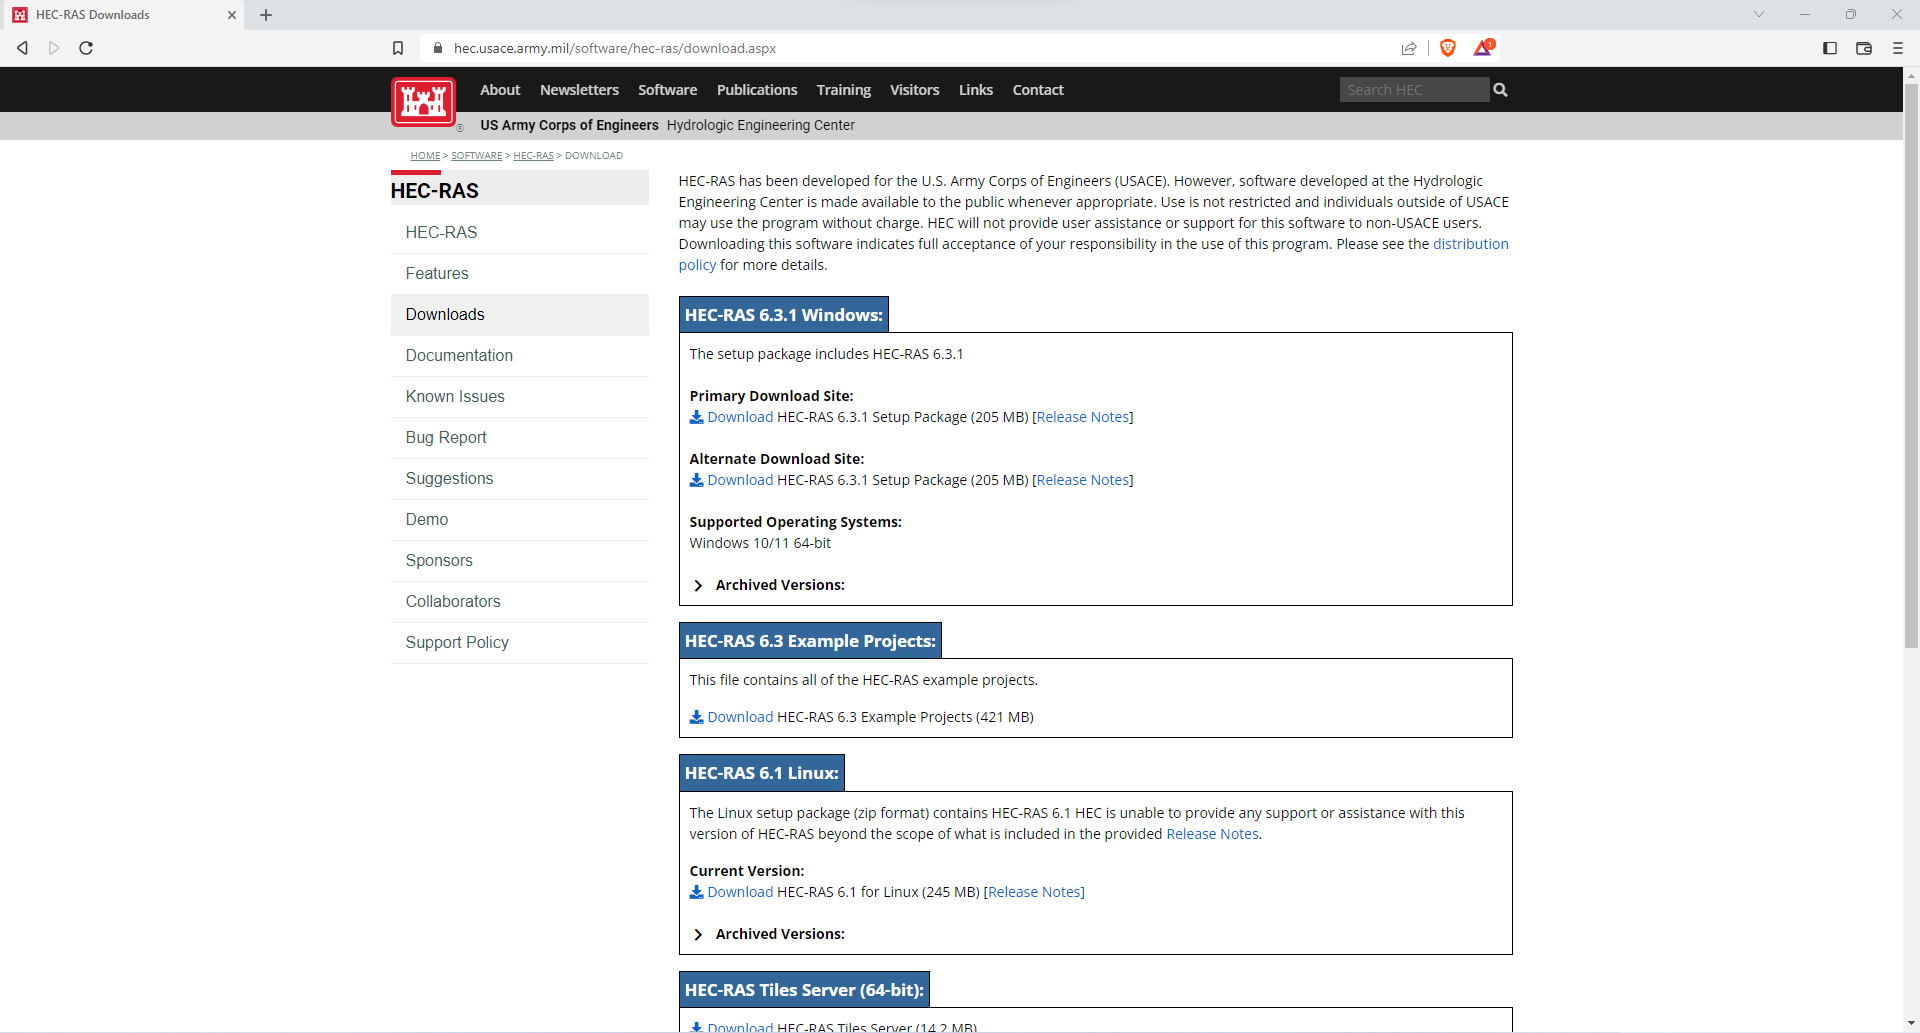 HEC-RAS Downloads
hec.usace.army.mil/software/hec-ras/download.aspx
1
About Newsletters Software Publications Training Visitors Links Contact
Search HEC
US Army Corps of Engineers Hydrologic Engineering Center
®
HOME > SOFTWARE > HEC-RAS > DOWNLOAD
HEC-RAS
HEC-RAS
Features
Downloads
Documentation
Known Issues
Bug Report
Suggestions
Demo
Sponsors
Collaborators
Support Policy
HEC-RAS has been developed for the U.S. Army Corps of Engineers (USACE). However, software developed at the Hydrologic
Engineering Center is made available to the public whenever appropriate. Use is not restricted and individuals outside of USACE
may use the program without charge. HEC will not provide user assistance or support for this software to non-USACE users.
Downloading this software indicates full acceptance of your responsibility in the use of this program. Please see the distribution
policy for more details.
HEC-RAS 6.3.1 Windows:
The setup package includes HEC-RAS 6.3.1
Primary Download Site:
Download HEC-RAS 6.3.1 Setup Package (205 MB) [Release Notes]
Alternate Download Site:
Download HEC-RAS 6.3.1 Setup Package (205 MB) [Release Notes]
Supported Operating Systems:
Windows 10/11 64-bit
Archived Versions:
HEC-RAS 6.3 Example Projects:
This file contains all of the HEC-RAS example projects.
Download HEC-RAS 6.3 Example Projects (421 MB)
HEC-RAS 6.1 Linux:
The Linux setup package (zip format) contains HEC-RAS 6.1 HEC is unable to provide any support or assistance with this
version of HEC-RAS beyond the scope of what is included in the provided Release Notes.
Current Version:
Download HEC-RAS 6.1 for Linux (245 MB) [Release Notes]
Archived Versions:
HEC-RAS Tiles Server (64-bit):
Download HEC-RAS Tiles Server (14.2 MB)